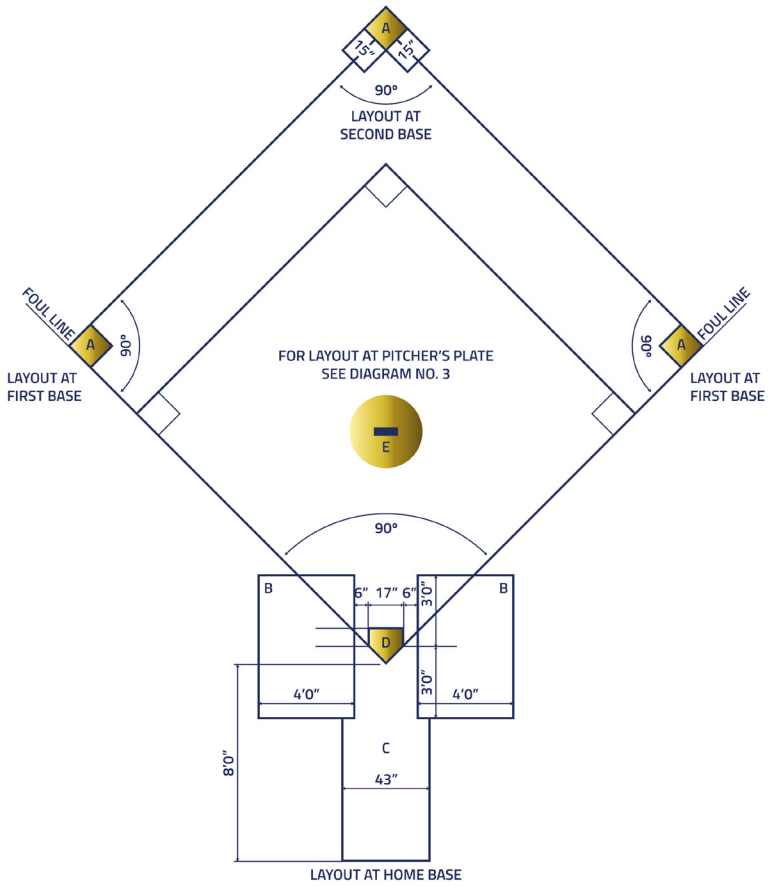 A
15”
15”
90°
LAYOUT AT
SECOND BASE
FOUL LINE
FOUL LINE
A
90°
90°
A
LAYOUT AT
FIRST BASE
LAYOUT AT
FIRST BASE
FOR LAYOUT AT PITCHER’S PLATE
SEE DIAGRAM NO. 3
E
90°
B
6” 17” 6”
3’0”
B
D
3’0”
4’0”
4’0”
C
8’0”
43”
LAYOUT AT HOME BASE